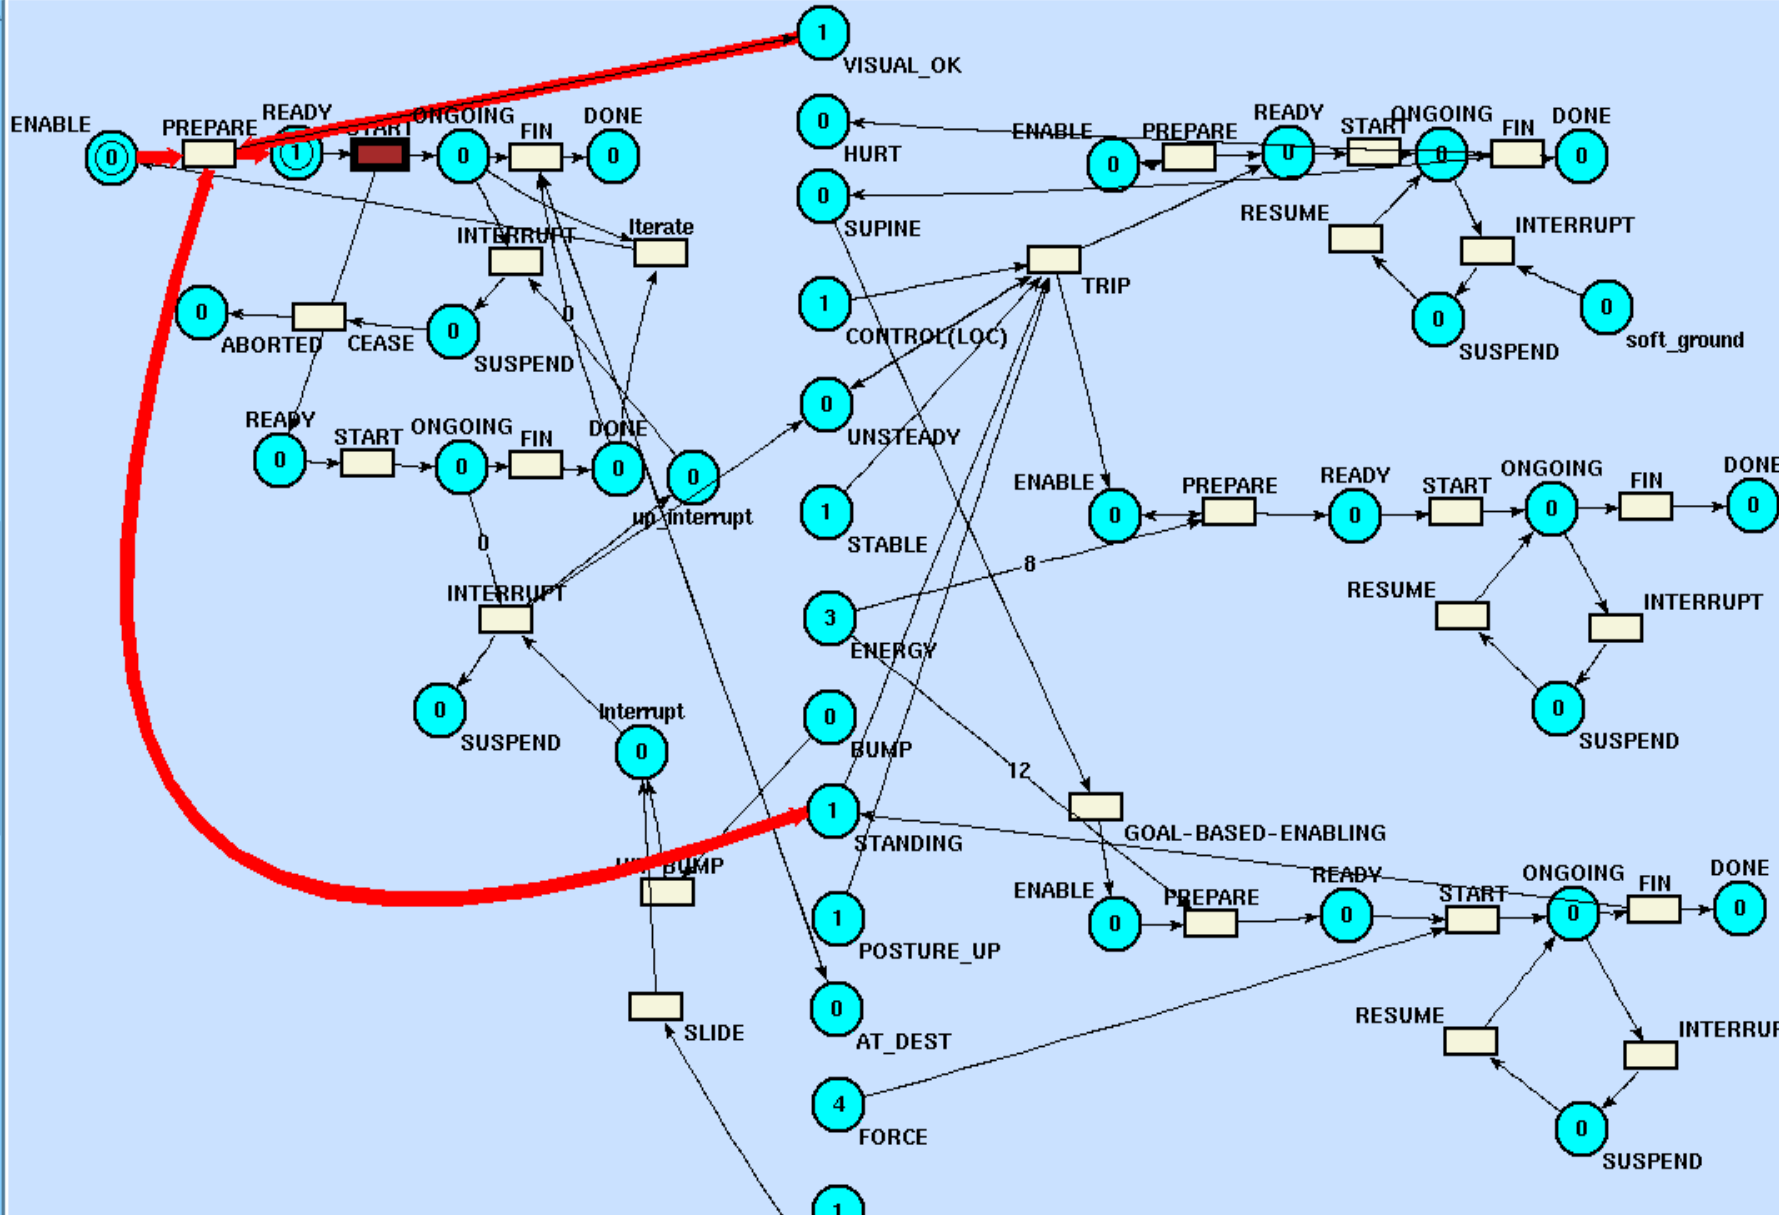 1
VISUAL_OK
ENABLE
PREPARE
READY
START
ONGOING
FIN
DONE
0
1
0
0
0
HURT
ENABLE
PREPARE
READY
START
ONGOING
FIN
DONE
0
0
0
0
0
SUPINE
RESUME
INTERRUPT
INTERRUPT
Iterate
TRIP
0
ABORTED
CEASE
0
SUSPEND
0
1
CONTROL(LOC)
0
SUSPEND
0
soft_ground
READY
START
ONGOING
FIN
DONE
0
0
0
0
up_interrupt
0
UNSTEADY
0
INTERRUPT
1
STABLE
ENABLE
PREPARE
READY
START
ONGOING
FIN
DONE
0
0
0
0
8
3
ENERGY
RESUME
INTERRUPT
0
SUSPEND
Interrupt
0
0
BUMP
0
SUSPEND
12
1
STANDING
GOAL-BASED-ENABLING
BUMP
ENABLE
PREPARE
READY
START
ONGOING
FIN
DONE
0
0
0
0
1
POSTURE_UP
SLIDE
0
AT_DEST
RESUME
INTERRUP
4
FORCE
0
SUSPEND
1